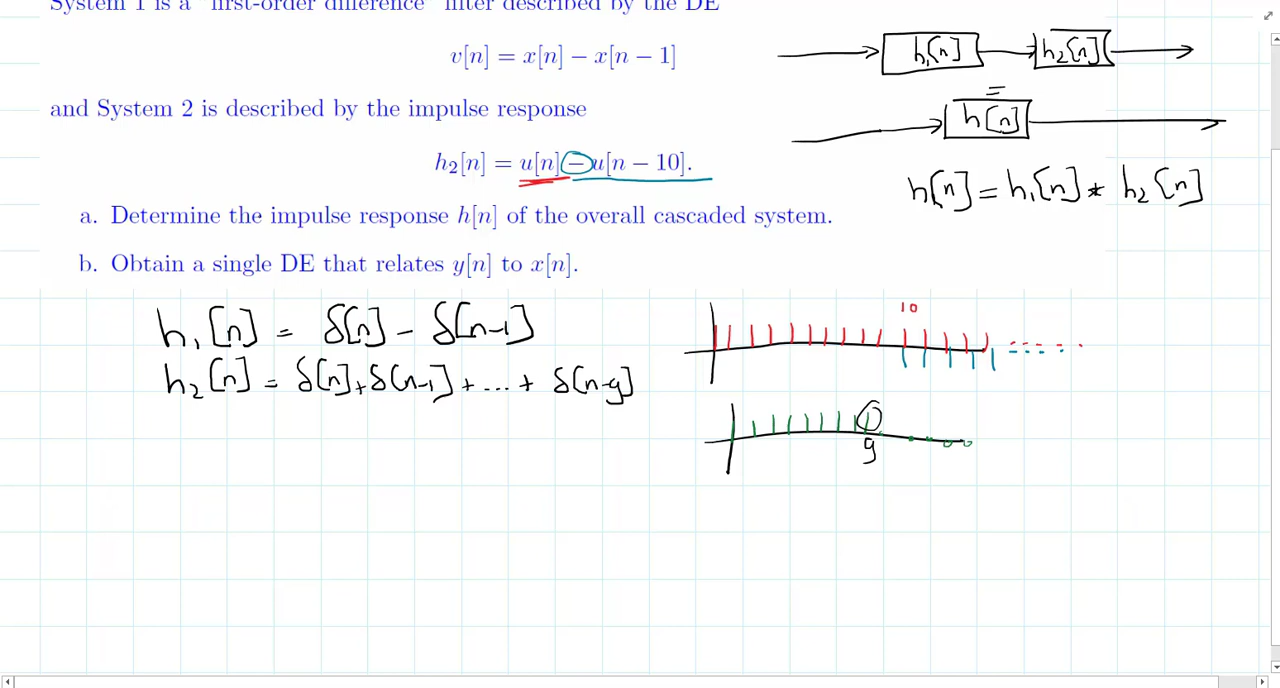 System 1 is a "first-order difference" filter described by the DE
v[n] = x[n] − x[n − 1]
and System 2 is described by the impulse response
h₂[n] = u[n] − u[n − 10].
a. Determine the impulse response h[n] of the overall cascaded system.
b. Obtain a single DE that relates y[n] to x[n].
h₁[n] h₂[n]
=
h[n]
h[n] = h₁[n] * h₂[n]
h₁[n] = δ[n] − δ[n−1]
h₂[n] = δ[n] + δ[n−1] + ... + δ[n−9]
10
9